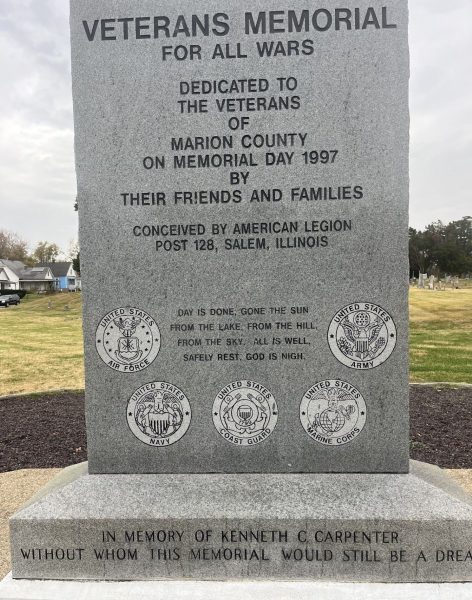 VETERANS MEMORIAL
FOR ALL WARS
DEDICATED TO
THE VETERANS
OF
MARION COUNTY
ON MEMORIAL DAY 1997
BY
THEIR FRIENDS AND FAMILIES
CONCEIVED BY AMERICAN LEGION
POST 128, SALEM, ILLINOIS
DAY IS DONE, GONE THE SUN
FROM THE LAKE, FROM THE HILL,
FROM THE SKY. ALL IS WELL,
SAFELY REST, GOD IS NIGH.
UNITED STATES
AIR FORCE
UNITED STATES
ARMY
UNITED STATES
NAVY
UNITED STATES
COAST GUARD
UNITED STATES
MARINE CORPS
IN MEMORY OF KENNETH C. CARPENTER
WITHOUT WHOM THIS MEMORIAL WOULD STILL BE A DREA